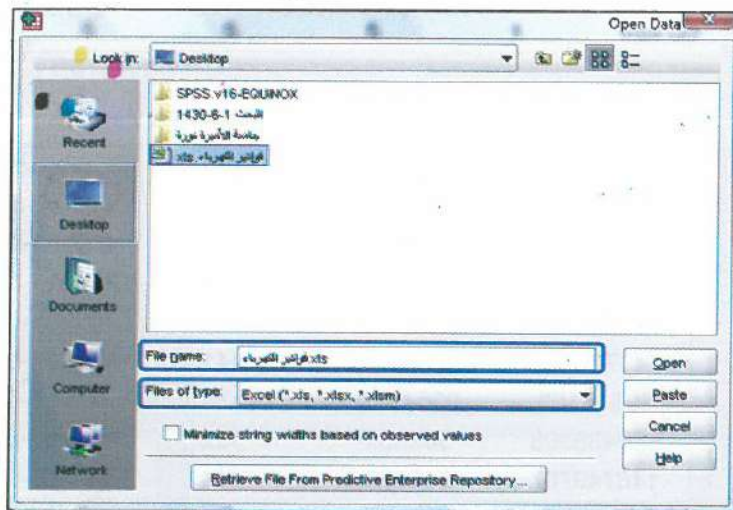 Open Data
Look in: Desktop
Recent
Desktop
Documents
Computer
Network
SPSS v16-EQUINOX
البحث 1-6-1430
جامعة الأميرة نورة
فواتير الكهرباء.xls
File name: فواتير الكهرباء.xls
Files of type: Excel (*.xls, *.xlsx, *.xlsm)
Minimize string widths based on observed values
Retrieve File From Predictive Enterprise Repository...
Open
Paste
Cancel
Help